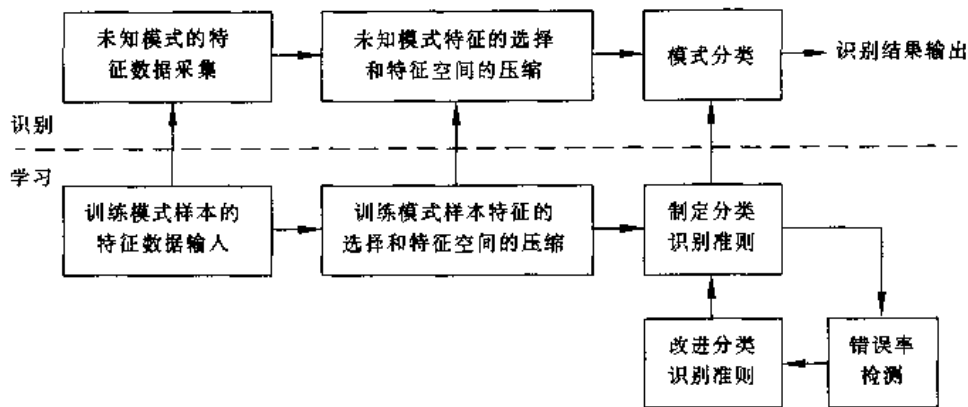 未知模式的特
征数据采集
未知模式特征的选择
和特征空间的压缩
模式分类
识别结果输出
识别
学习
训练模式样本的
特征数据输入
训练模式样本特征的
选择和特征空间的压缩
制定分类
识别准则
改进分类
识别准则
错误率
检测